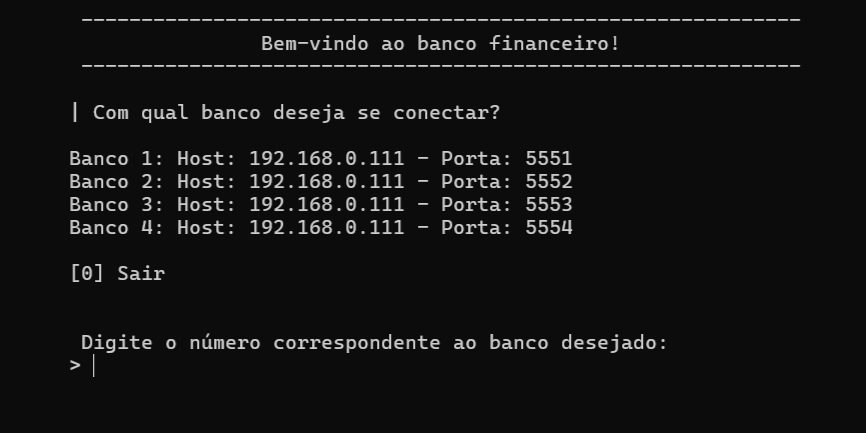 ------------------------------------------------------------
Bem-vindo ao banco financeiro!
------------------------------------------------------------
| Com qual banco deseja se conectar?
Banco 1: Host: 192.168.0.111 - Porta: 5551
Banco 2: Host: 192.168.0.111 - Porta: 5552
Banco 3: Host: 192.168.0.111 - Porta: 5553
Banco 4: Host: 192.168.0.111 - Porta: 5554
[0] Sair
Digite o número correspondente ao banco desejado:
>